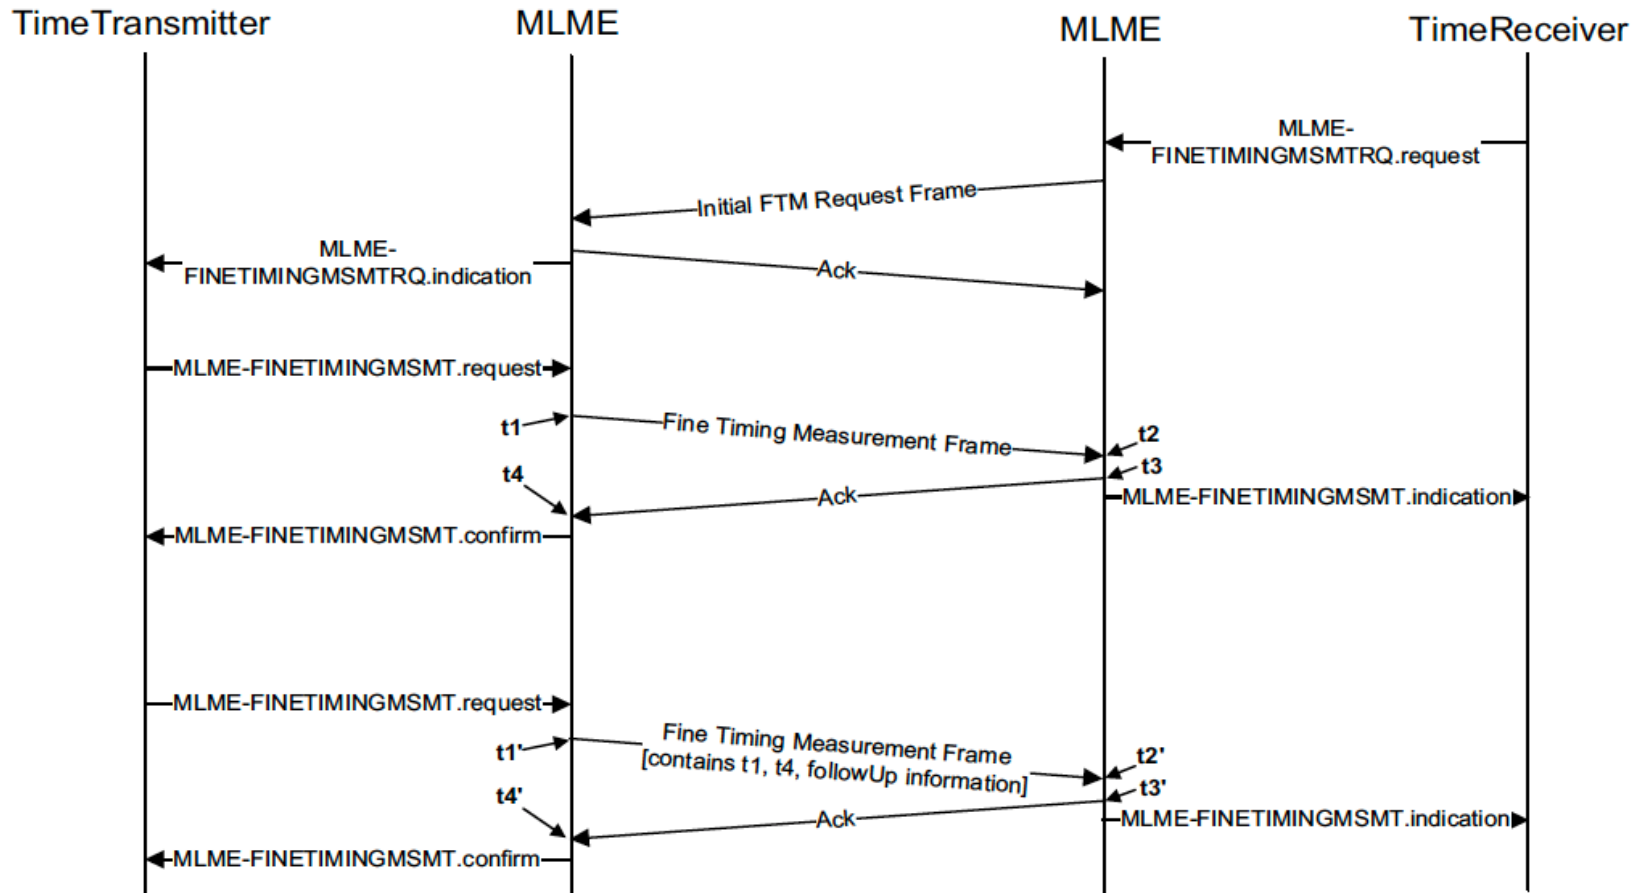 TimeTransmitter
MLME
MLME
TimeReceiver
MLME-
FINETIMINGMSMTRQ.request
Initial FTM Request Frame
MLME-
FINETIMINGMSMTRQ.indication
Ack
MLME-FINETIMINGMSMT.request
t1
Fine Timing Measurement Frame
t2
t3
t4
Ack
MLME-FINETIMINGMSMT.indication
MLME-FINETIMINGMSMT.confirm
MLME-FINETIMINGMSMT.request
t1'
Fine Timing Measurement Frame
[contains t1, t4, followUp information]
t2'
t3'
t4'
Ack
MLME-FINETIMINGMSMT.indication
MLME-FINETIMINGMSMT.confirm